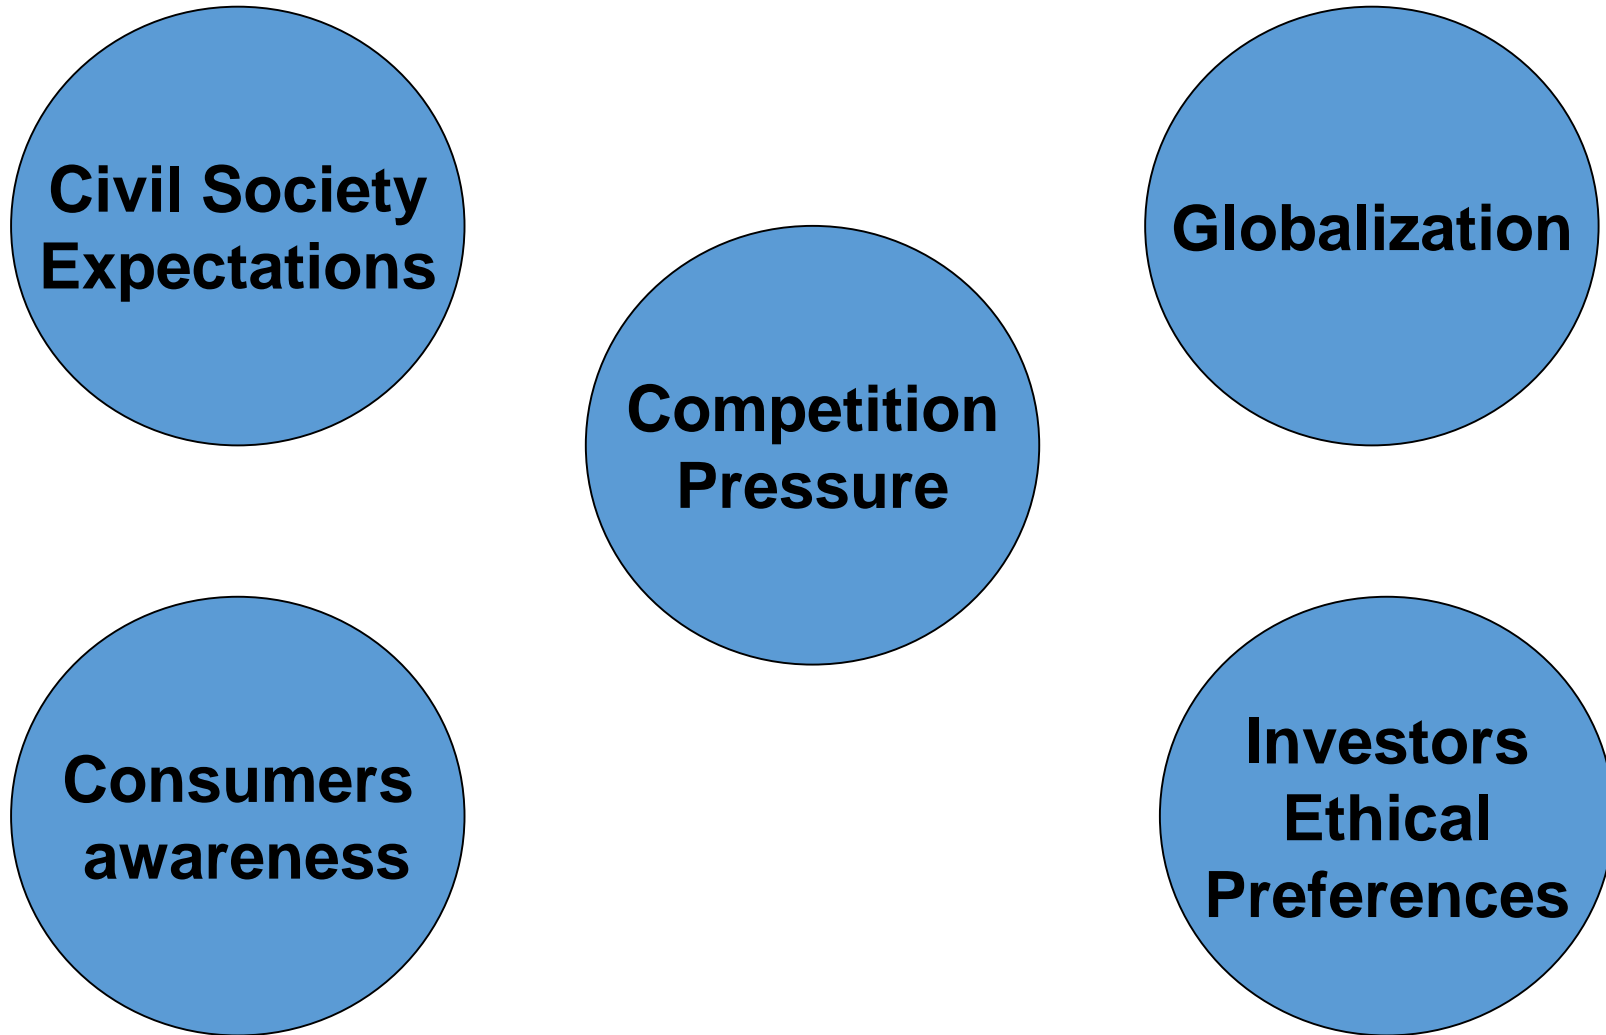 Civil Society
Expectations
Globalization
Competition
Pressure
Consumers
awareness
Investors
Ethical
Preferences